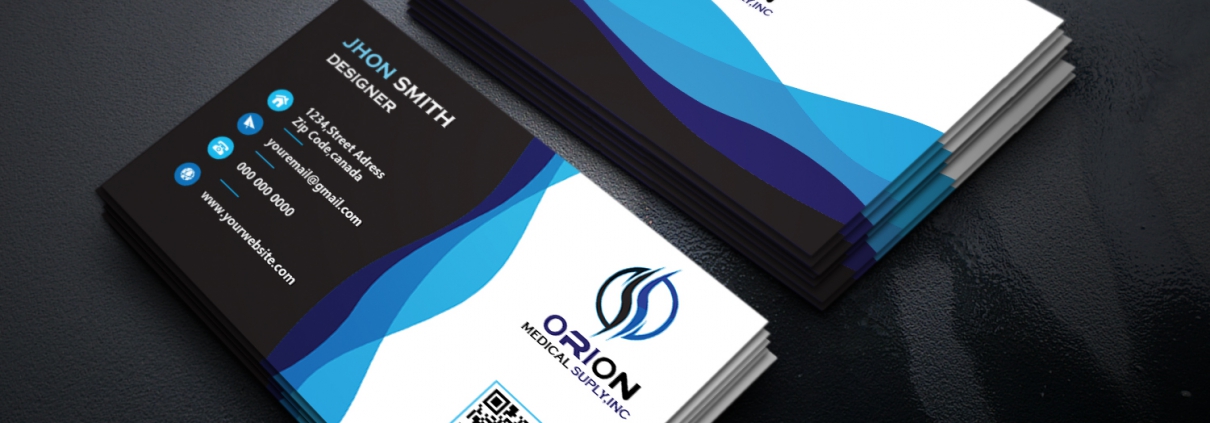 JHON SMITH
DESIGNER
1234,Street Adress
Zip Code,canada
youremail@gmail.com
000 000 0000
www.yourwebsite.com
ORION
MEDICAL SUPLY,INC